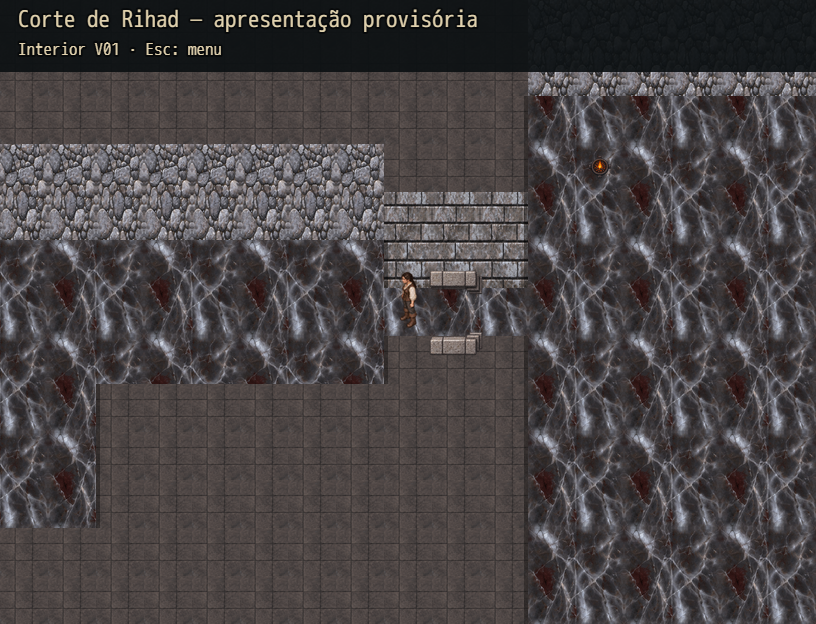 Corte de Rihad — apresentação provisória
Interior V01 · Esc: menu